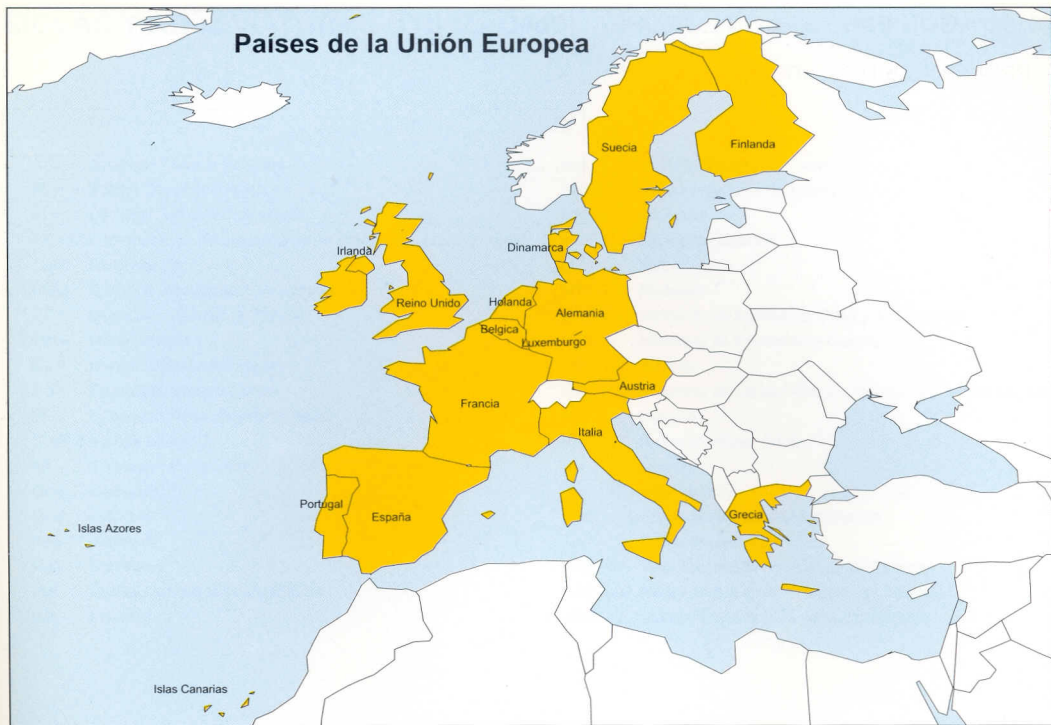 Países de la Unión Europea
Suecia
Finlanda
Irlanda
Dinamarca
Reino Unido
Holanda
Alemania
Belgica
Luxemburgo
Austria
Francia
Italia
Portugal
España
Grecia
Islas Azores
Islas Canarias